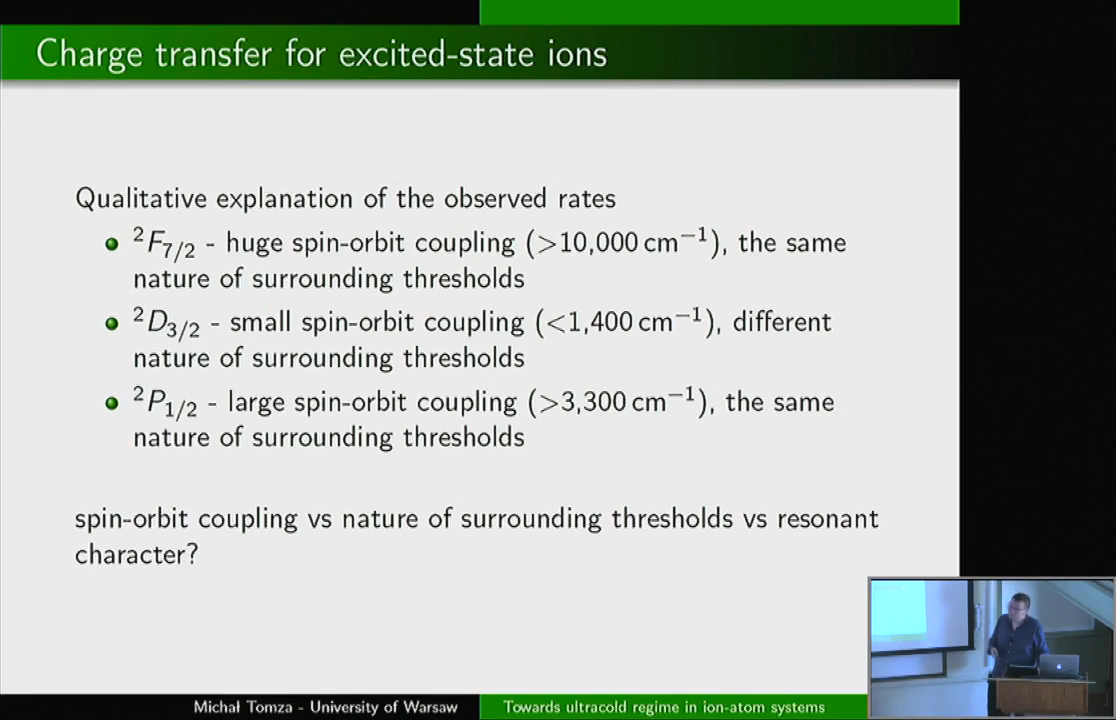 Charge transfer for excited-state ions
Qualitative explanation of the observed rates
²F₇/₂ - huge spin-orbit coupling (>10,000 cm⁻¹), the same
nature of surrounding thresholds
²D₃/₂ - small spin-orbit coupling (<1,400 cm⁻¹), different
nature of surrounding thresholds
²P₁/₂ - large spin-orbit coupling (>3,300 cm⁻¹), the same
nature of surrounding thresholds
spin-orbit coupling vs nature of surrounding thresholds vs resonant
character?
Michał Tomza - University of Warsaw
Towards ultracold regime in ion-atom systems